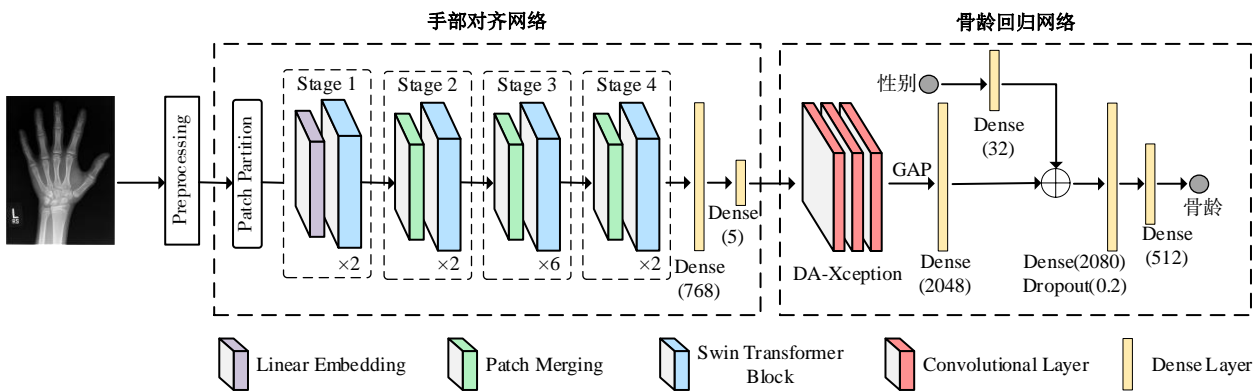 手部对齐网络
骨龄回归网络
Preprocessing
Patch Partition
Stage 1
Stage 2
Stage 3
Stage 4
×2
×2
×6
×2
Dense
(768)
Dense
(5)
性别
Dense
(32)
GAP
DA-Xception
Dense
(2048)
Dense(2080)
Dropout(0.2)
Dense
(512)
骨龄
L
Linear Embedding
Patch Merging
Swin Transformer
Block
Convolutional Layer
Dense Layer